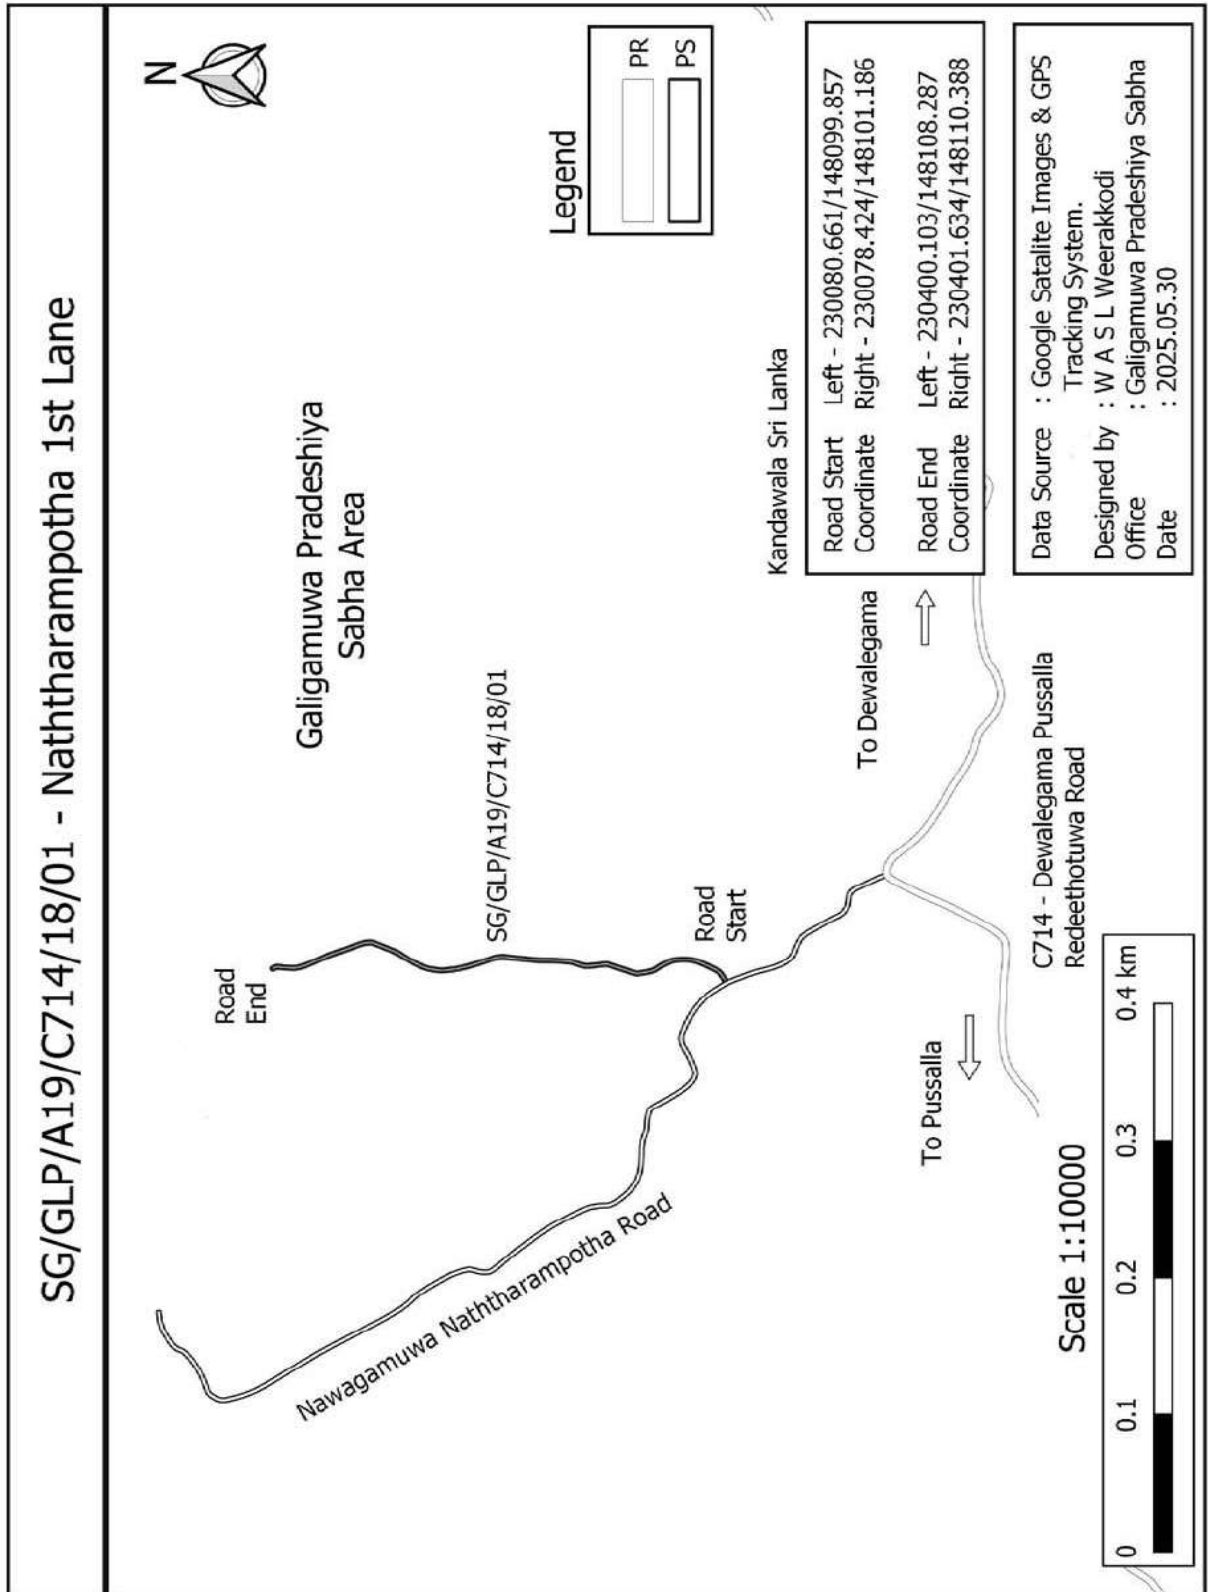 SG/GLP/A19/C714/18/01 - Naththarampotha 1st Lane
N
Galigamuwa Pradeshiya
Sabha Area
Road
End
SG/GLP/A19/C714/18/01
Road
Start
Nawagamuwa Naththarampotha Road
Legend
PR
PS
Kandawala Sri Lanka
To Dewalegama
To Pussalla
C714 - Dewalegama Pussalla
Redeethotuwa Road
Road Start Left - 230080.661/148099.857
Coordinate Right - 230078.424/148101.186
Road End Left - 230400.103/148108.287
Coordinate Right - 230401.634/148110.388
Data Source : Google Satalite Images & GPS
Tracking System.
Designed by : W A S L Weerakkodi
Office : Galigamuwa Pradeshiya Sabha
Date : 2025.05.30
Scale 1:10000
0 0.1 0.2 0.3 0.4 km